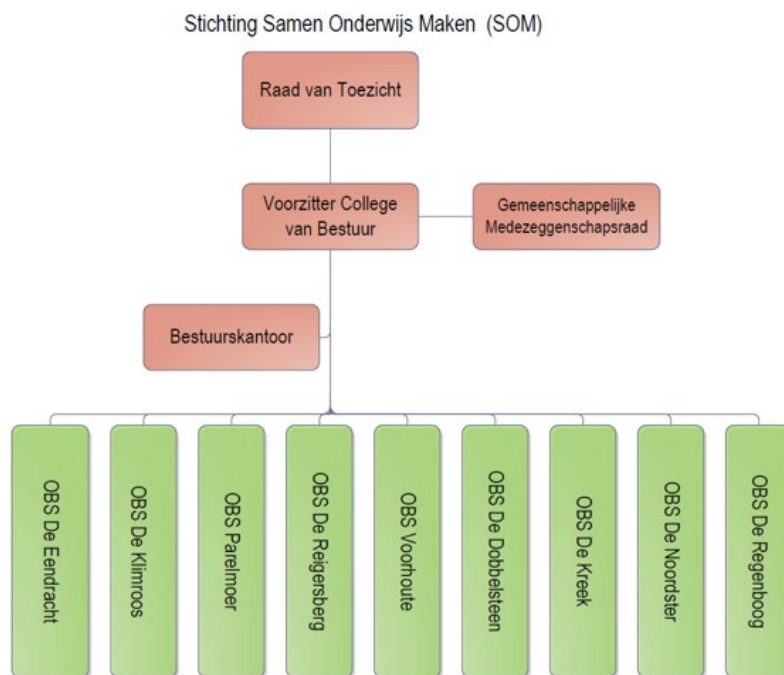 Stichting Samen Onderwijs Maken (SOM)
Raad van Toezicht
Voorzitter College
van Bestuur
Gemeenschappelijke
Medezeggenschapsraad
Bestuurskantoor
OBS De Eendracht
OBS De Klimroos
OBS Parelmoer
OBS De Reigersberg
OBS Voorhoute
OBS De Dobbelsteen
OBS De Kreek
OBS De Noordster
OBS De Regenboog